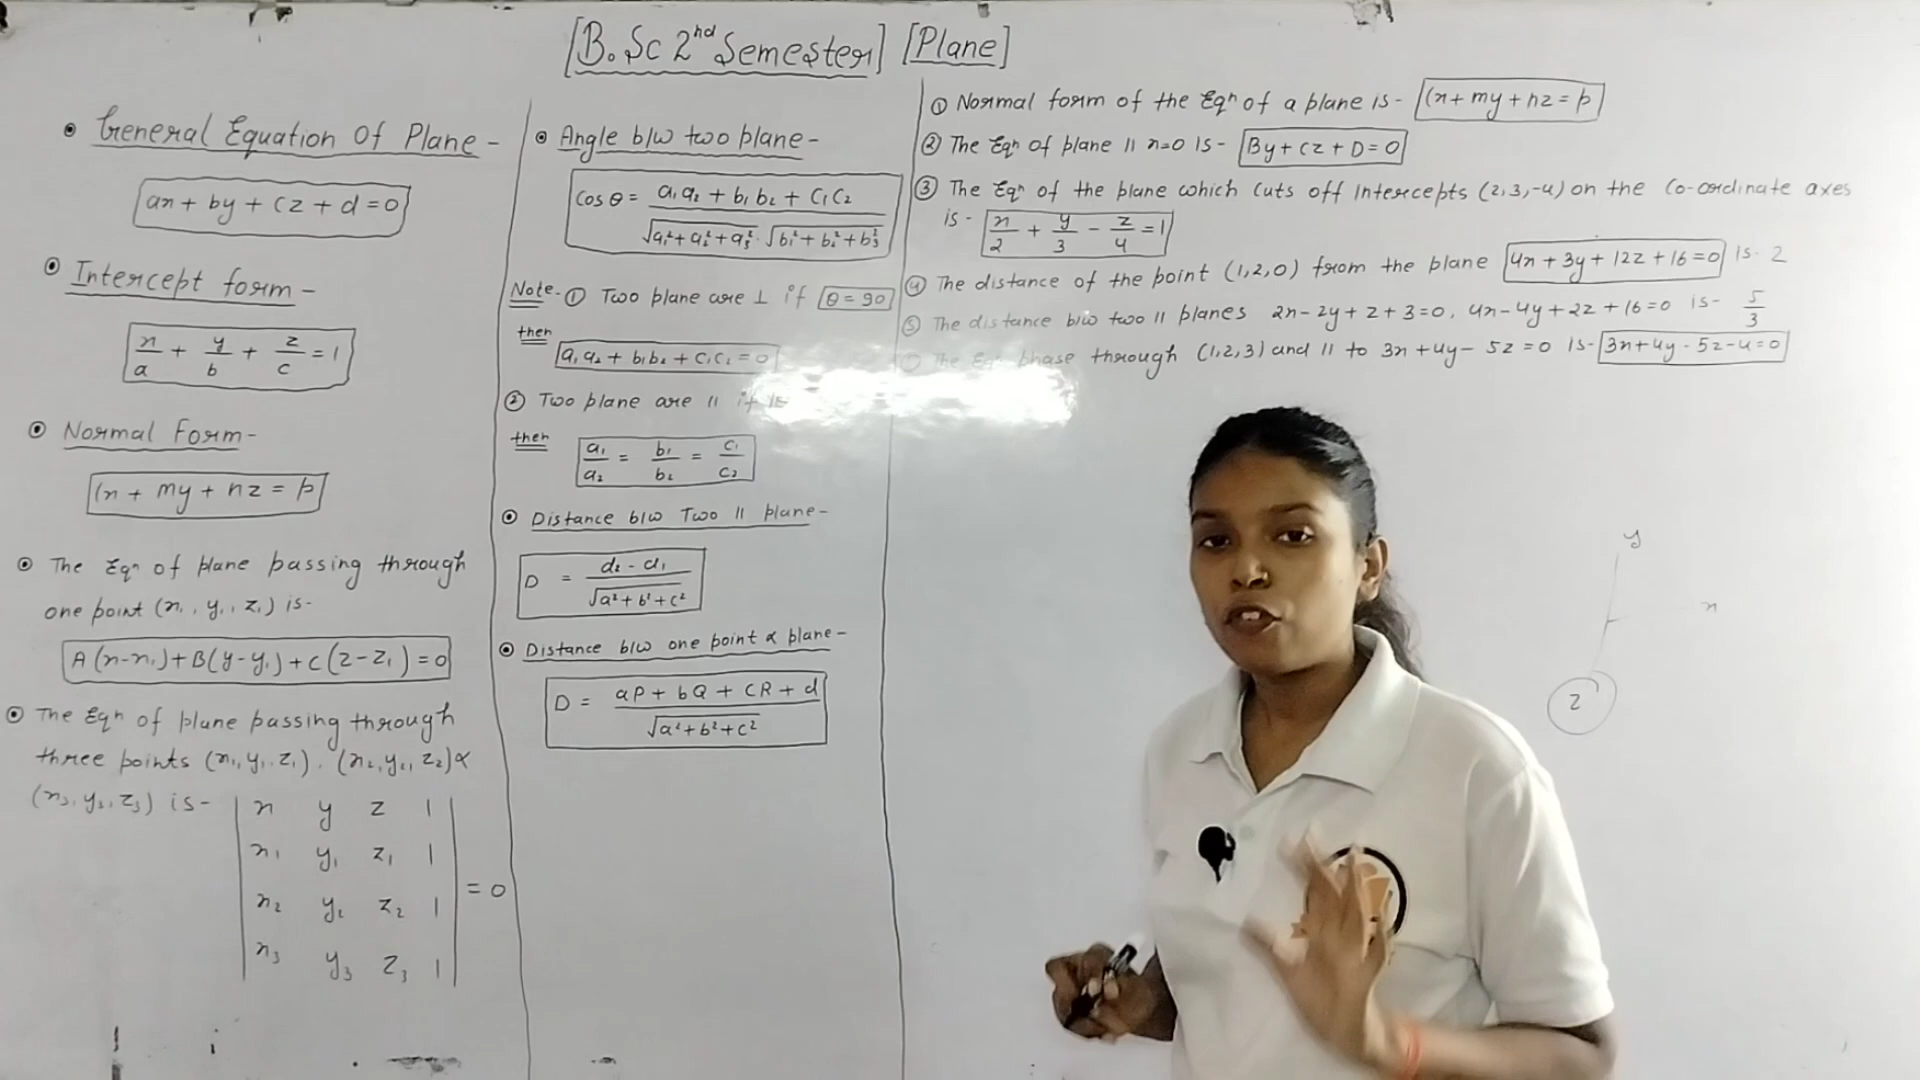 [B.Sc 2nd Semester] [Plane]
• General Equation Of Plane -
ax + by + cz + d = 0
• Intercept form -
x/a + y/b + z/c = 1
• Normal Form -
lx + my + nz = p
• The Eqn of plane passing through
one point (x₁, y₁, z₁) is -
A(x-x₁)+B(y-y₁)+C(z-z₁)=0
• The Eqn of plane passing through
three points (x₁,y₁,z₁), (x₂,y₂,z₂) &
(x₃,y₃,z₃) is -
x y z 1
x₁ y₁ z₁ 1
= 0
x₂ y₂ z₂ 1
x₃ y₃ z₃ 1
• Angle b/w two plane -
Cos θ = a₁a₂ + b₁b₂ + c₁c₂ / √a₁²+a₂²+a₃² . √b₁²+b₂²+b₃²
Note - ① Two plane are ⊥ if θ = 90
then
a₁a₂ + b₁b₂ + c₁c₂ = 0
② Two plane are || if is
then a₁/a₂ = b₁/b₂ = c₁/c₂
• Distance b/w Two || plane -
D = d₂ - d₁ / √a²+b²+c²
• Distance b/w one point & plane -
D = aP + bQ + CR + d / √a²+b²+c²
① Normal form of the Eqn of a plane is - lx + my + nz = p
② The Eqn of plane || x=0 is - By + Cz + D = 0
③ The Eqn of the plane which cuts off Intercepts (2,3,-4) on the Co-ordinate axes
is - x/2 + y/3 - z/4 = 1
④ The distance of the point (1,2,0) from the plane 4x + 3y + 12z + 16 = 0 is - 2
⑤ The distance b/w two || planes 2x - 2y + z + 3 = 0, 4x - 4y + 2z + 16 = 0 is - 5/3
The Eqn phase through (1,2,3) and || to 3x + 4y - 5z = 0 is - 3x + 4y - 5z - 4 = 0
y
x
z